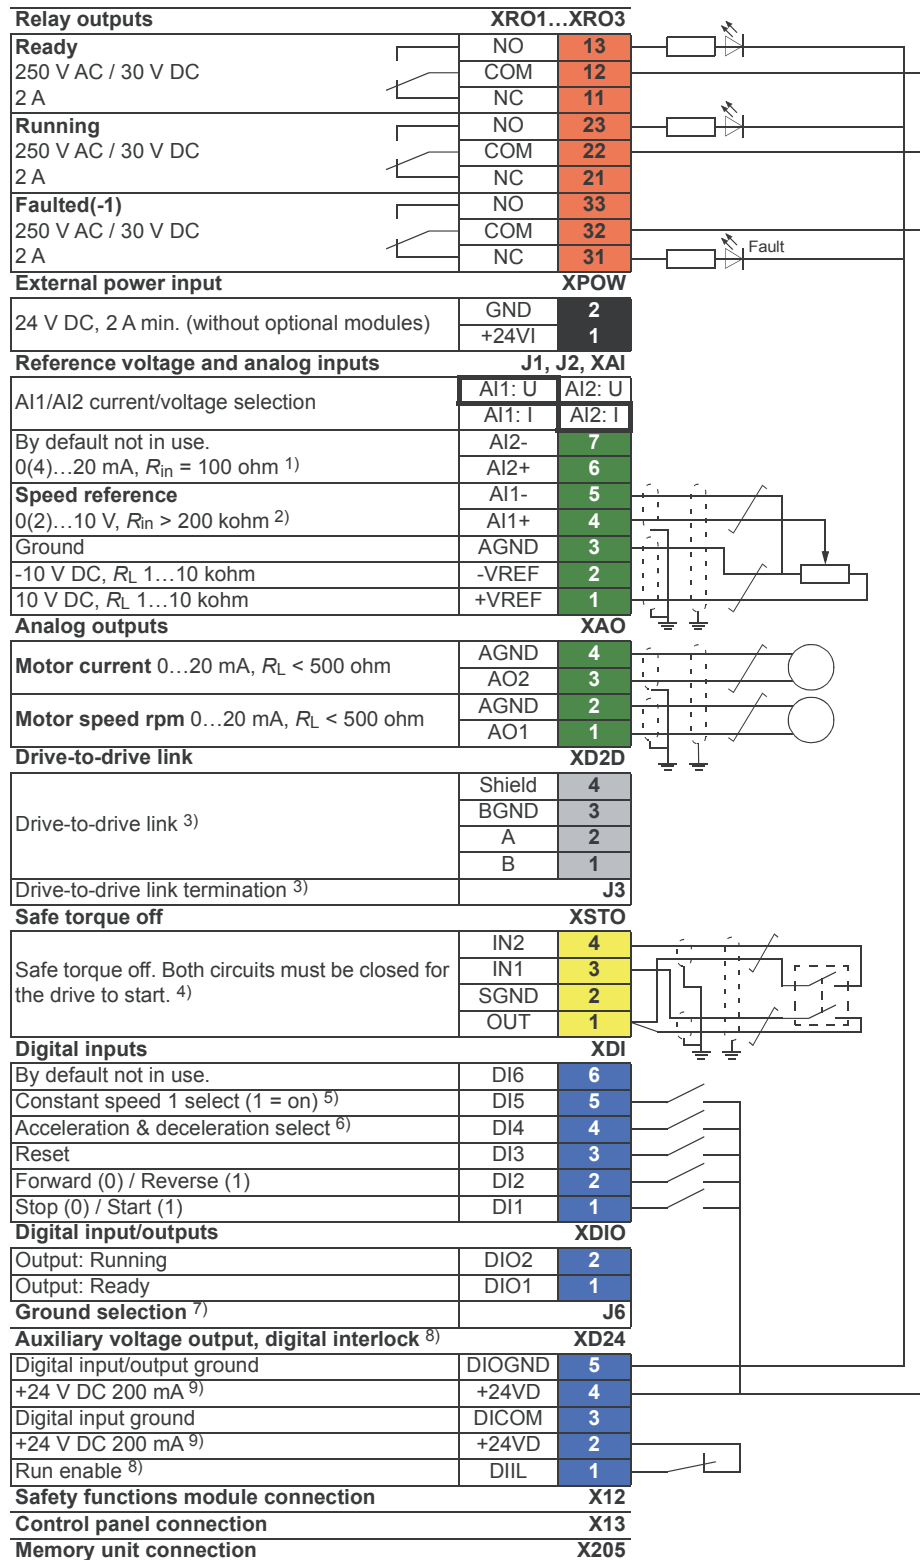 Relay outputs XRO1…XRO3
Ready NO 13
250 V AC / 30 V DC COM 12
2 A NC 11
Running NO 23
250 V AC / 30 V DC COM 22
2 A NC 21
Faulted(-1) NO 33
250 V AC / 30 V DC COM 32
2 A NC 31 Fault
External power input XPOW
24 V DC, 2 A min. (without optional modules)
GND 2
+24VI 1
Reference voltage and analog inputs J1, J2, XAI
AI1/AI2 current/voltage selection
AI1: U AI2: U
AI1: I AI2: I
By default not in use. AI2- 7
0(4)…20 mA, Rin = 100 ohm 1) AI2+ 6
Speed reference AI1- 5
0(2)…10 V, Rin > 200 kohm 2) AI1+ 4
Ground AGND 3
-10 V DC, RL 1…10 kohm -VREF 2
10 V DC, RL 1…10 kohm +VREF 1
Analog outputs XAO
Motor current 0…20 mA, RL < 500 ohm
AGND 4
AO2 3
Motor speed rpm 0…20 mA, RL < 500 ohm
AGND 2
AO1 1
Drive-to-drive link XD2D
Drive-to-drive link 3)
Shield 4
BGND 3
A 2
B 1
Drive-to-drive link termination 3) J3
Safe torque off XSTO
Safe torque off. Both circuits must be closed for
the drive to start. 4)
IN2 4
IN1 3
SGND 2
OUT 1
Digital inputs XDI
By default not in use. DI6 6
Constant speed 1 select (1 = on) 5) DI5 5
Acceleration & deceleration select 6) DI4 4
Reset DI3 3
Forward (0) / Reverse (1) DI2 2
Stop (0) / Start (1) DI1 1
Digital input/outputs XDIO
Output: Running DIO2 2
Output: Ready DIO1 1
Ground selection 7) J6
Auxiliary voltage output, digital interlock 8) XD24
Digital input/output ground DIOGND 5
+24 V DC 200 mA 9) +24VD 4
Digital input ground DICOM 3
+24 V DC 200 mA 9) +24VD 2
Run enable 8) DIIL 1
Safety functions module connection X12
Control panel connection X13
Memory unit connection X205